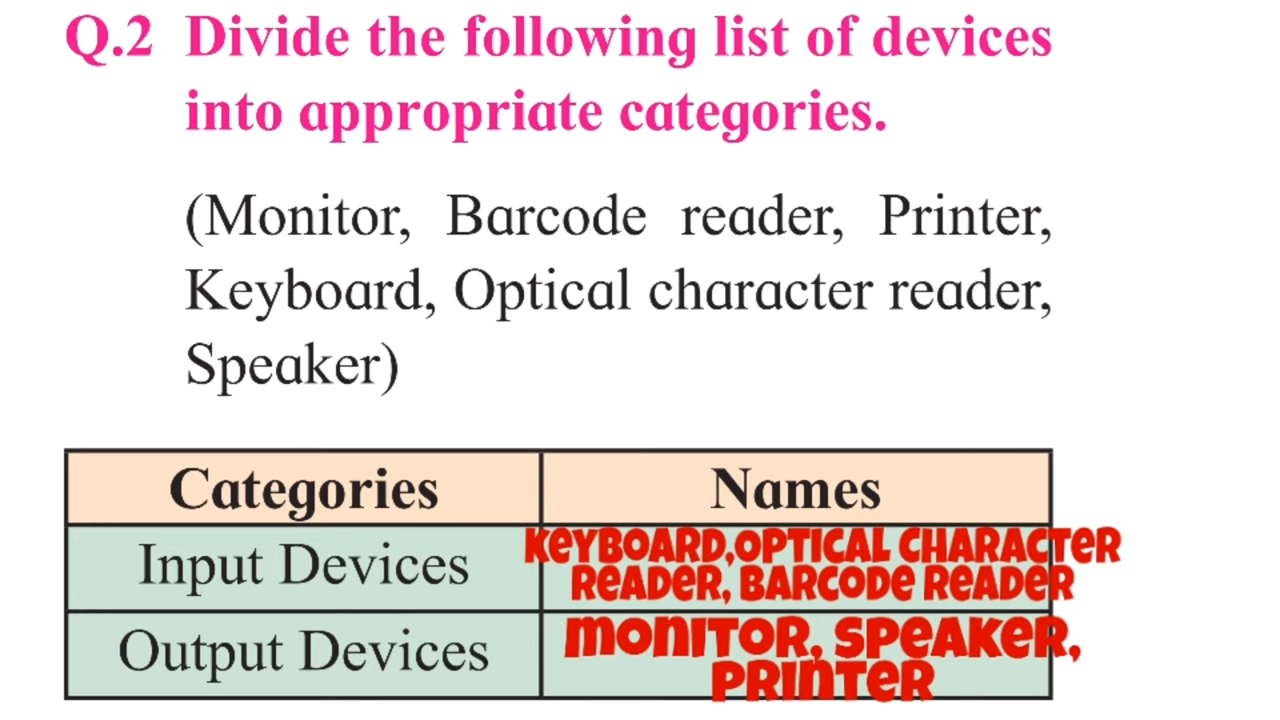 Q.2 Divide the following list of devices
into appropriate categories.
(Monitor, Barcode reader, Printer,
Keyboard, Optical character reader,
Speaker)
Categories Names
Input Devices KEYBOARD,OPTICAL CHARACTER
READER, BARCODE READER
Output Devices MONITOR, SPEAKER,
PRINTER